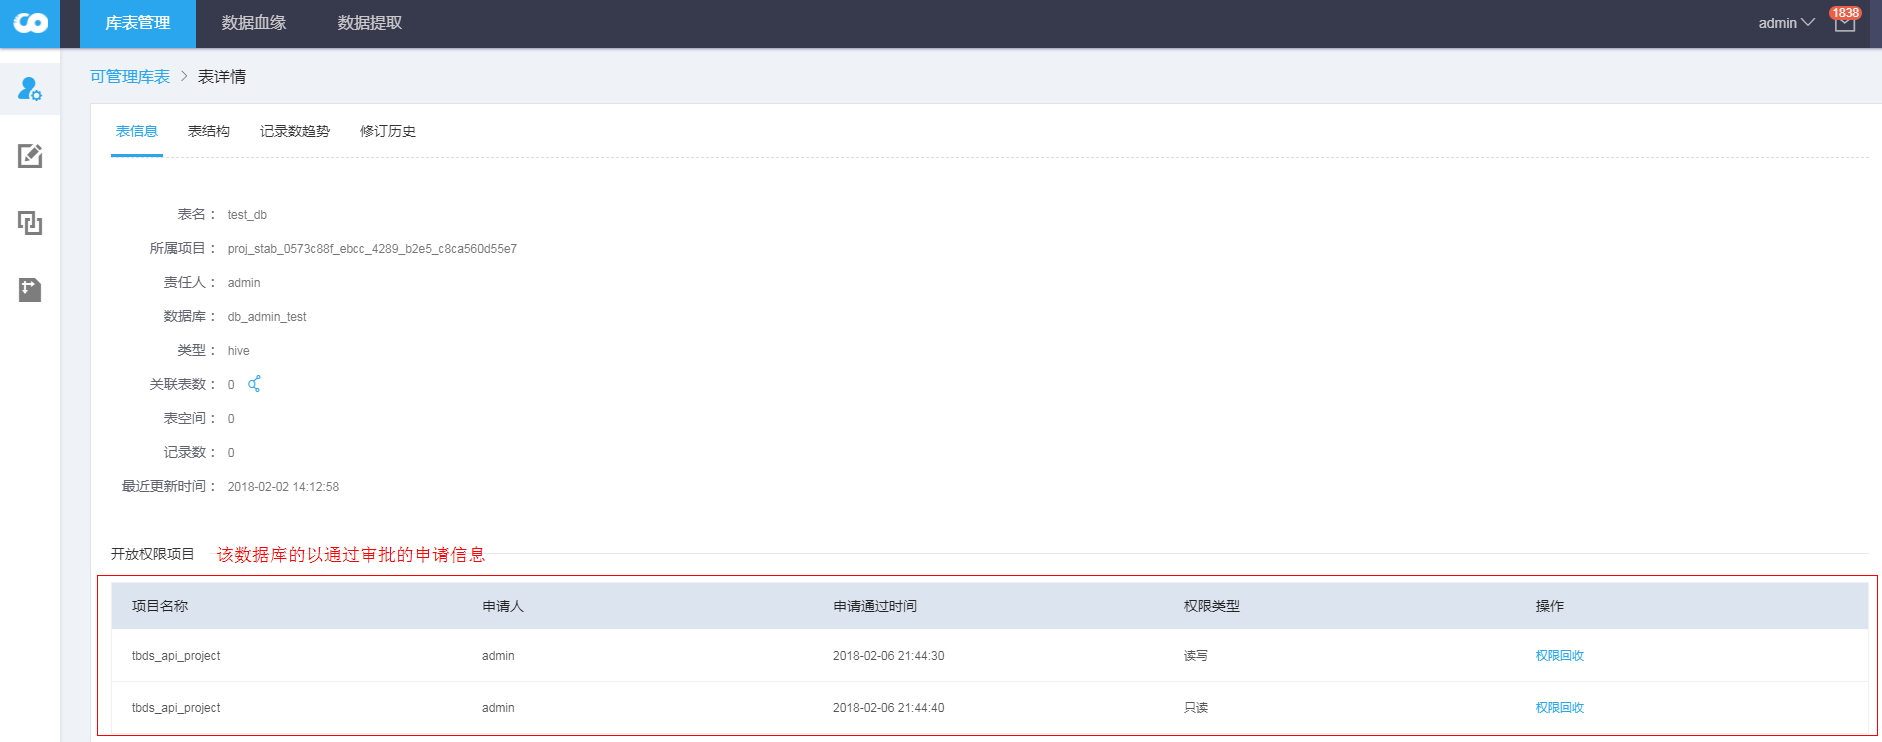 库表管理 数据血缘 数据提取 admin 1838
可管理库表 > 表详情
表信息 表结构 记录数趋势 修订历史
表名： test_db
所属项目： proj_stab_0573c88f_ebcc_4289_b2e5_c8ca560d55e7
责任人： admin
数据库： db_admin_test
类型： hive
关联表数： 0
表空间： 0
记录数： 0
最近更新时间： 2018-02-02 14:12:58
开放权限项目 该数据库的以通过审批的申请信息
项目名称 申请人 申请通过时间 权限类型 操作
tbds_api_project admin 2018-02-06 21:44:30 读写 权限回收
tbds_api_project admin 2018-02-06 21:44:40 只读 权限回收